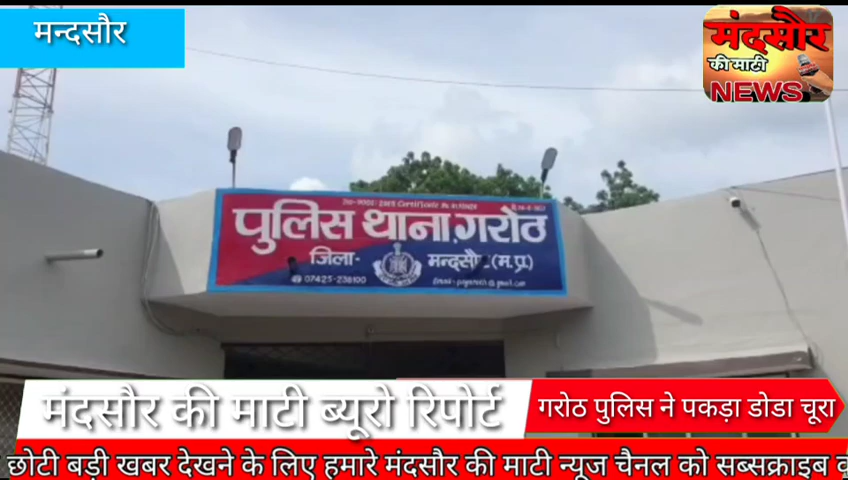 मन्दसौर
मंदसौर
की माटी
NEWS
पुलिस थाना, गरोठ
जिला-
मन्दसौर (म.प्र.)
07425-238100
मंदसौर की माटी ब्यूरो रिपोर्ट
गरोठ पुलिस ने पकड़ा डोडा चूरा
छोटी बड़ी खबर देखने के लिए हमारे मंदसौर की माटी न्यूज चैनल को सब्सक्राइब